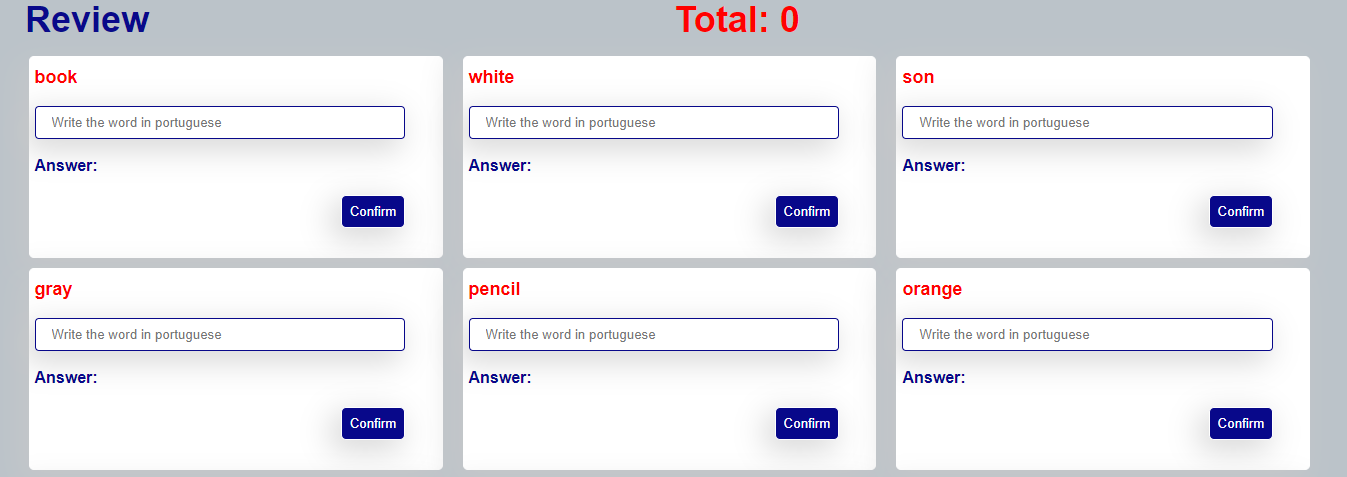 Review Total: 0
book white son
Write the word in portuguese Write the word in portuguese Write the word in portuguese
Answer: Answer: Answer:
Confirm Confirm Confirm
gray pencil orange
Write the word in portuguese Write the word in portuguese Write the word in portuguese
Answer: Answer: Answer:
Confirm Confirm Confirm